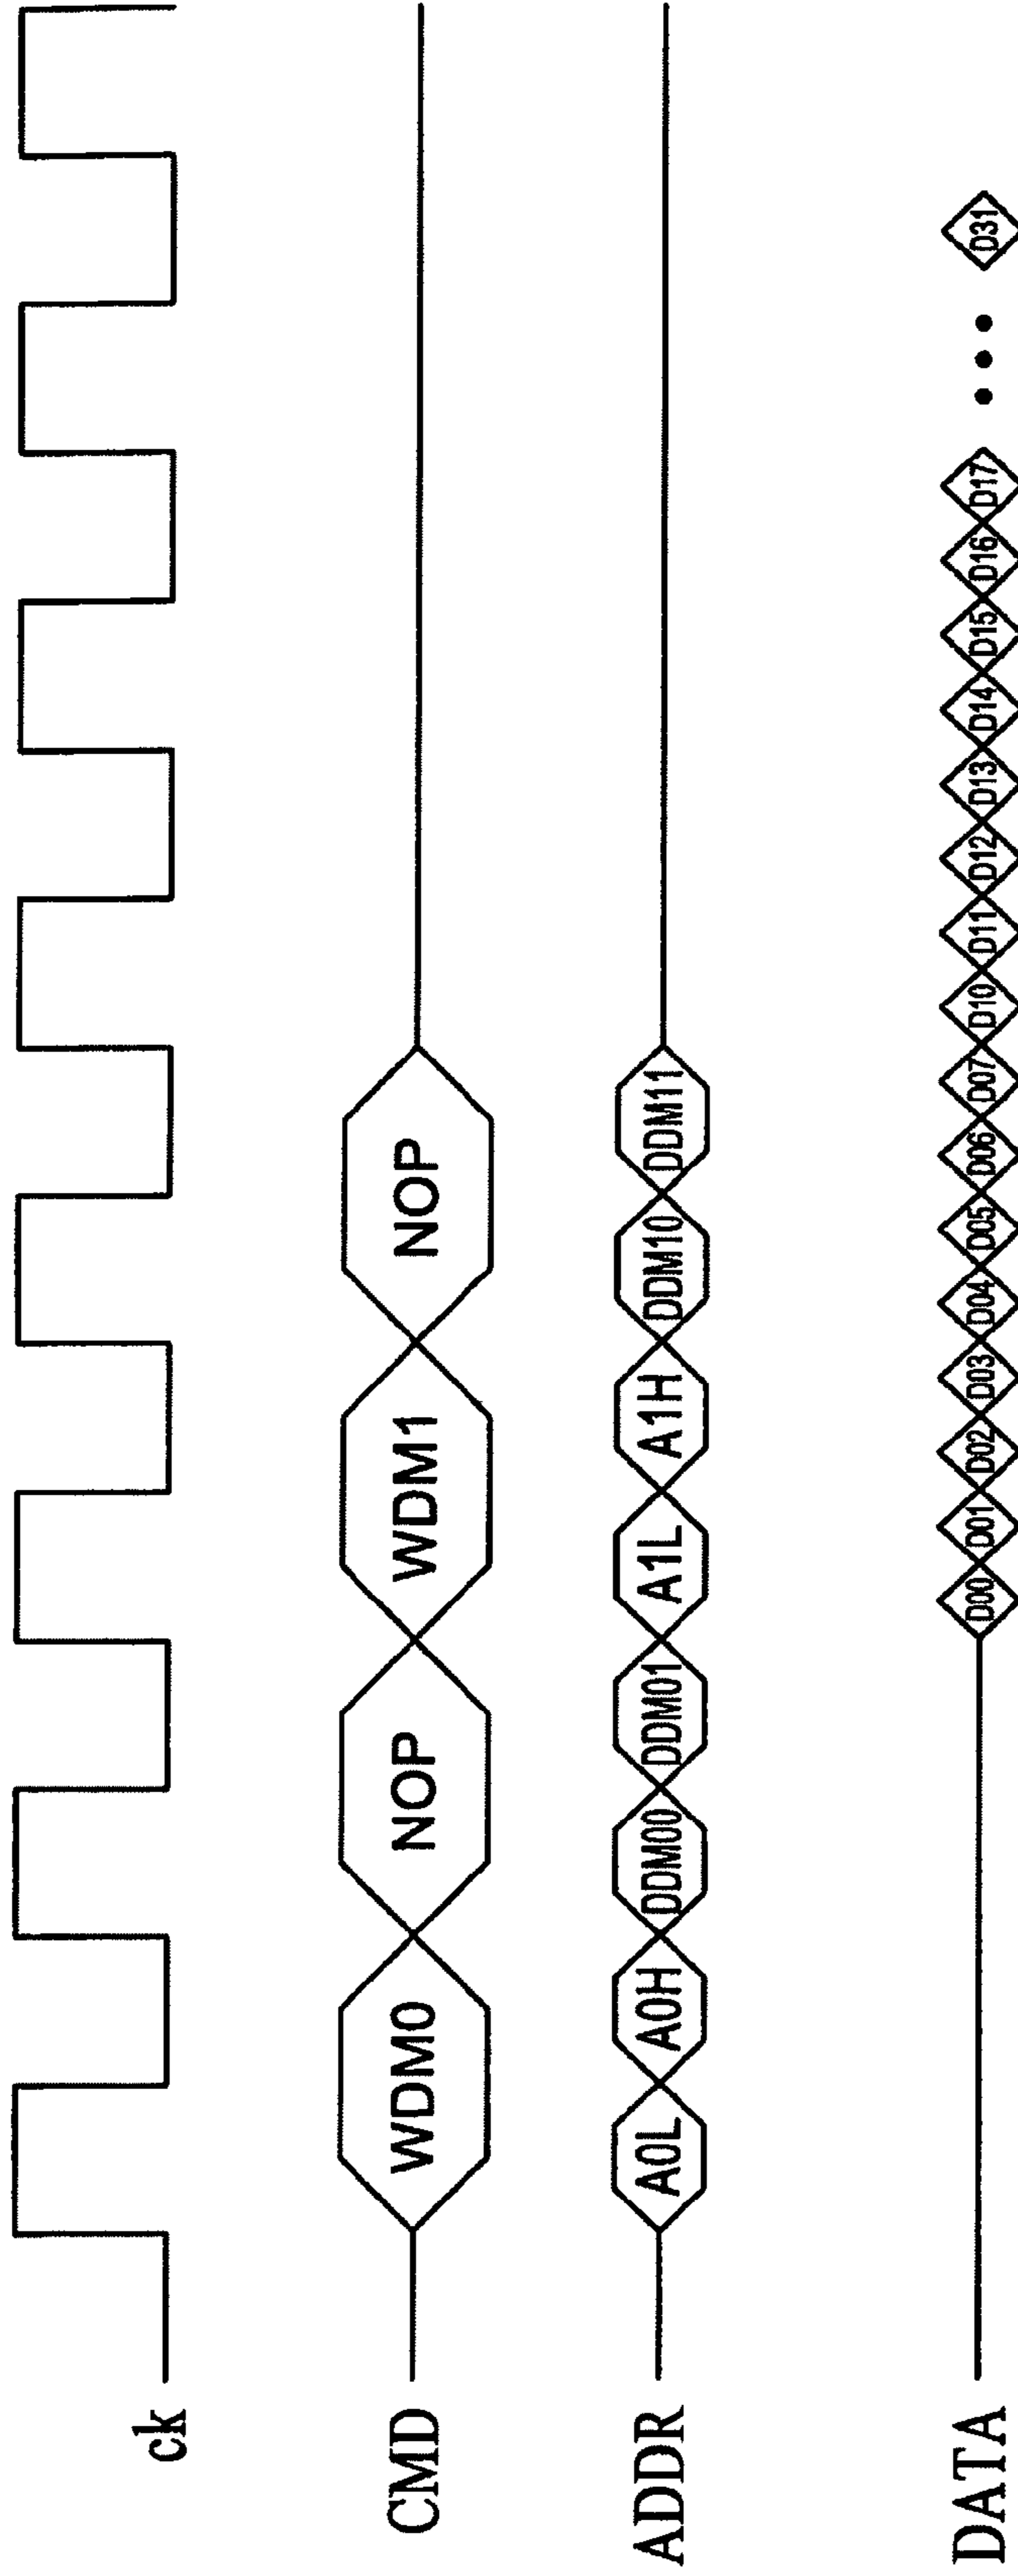 ck
CMD WDM0 NOP WDM1 NOP
ADDR A0L A0H DDM00 DDM01 A1L A1H DDM10 DDM11
DATA D00 D01 D02 D03 D04 D05 D06 D07 D10 D11 D12 D13 D14 D15 D16 D17 • • • D31